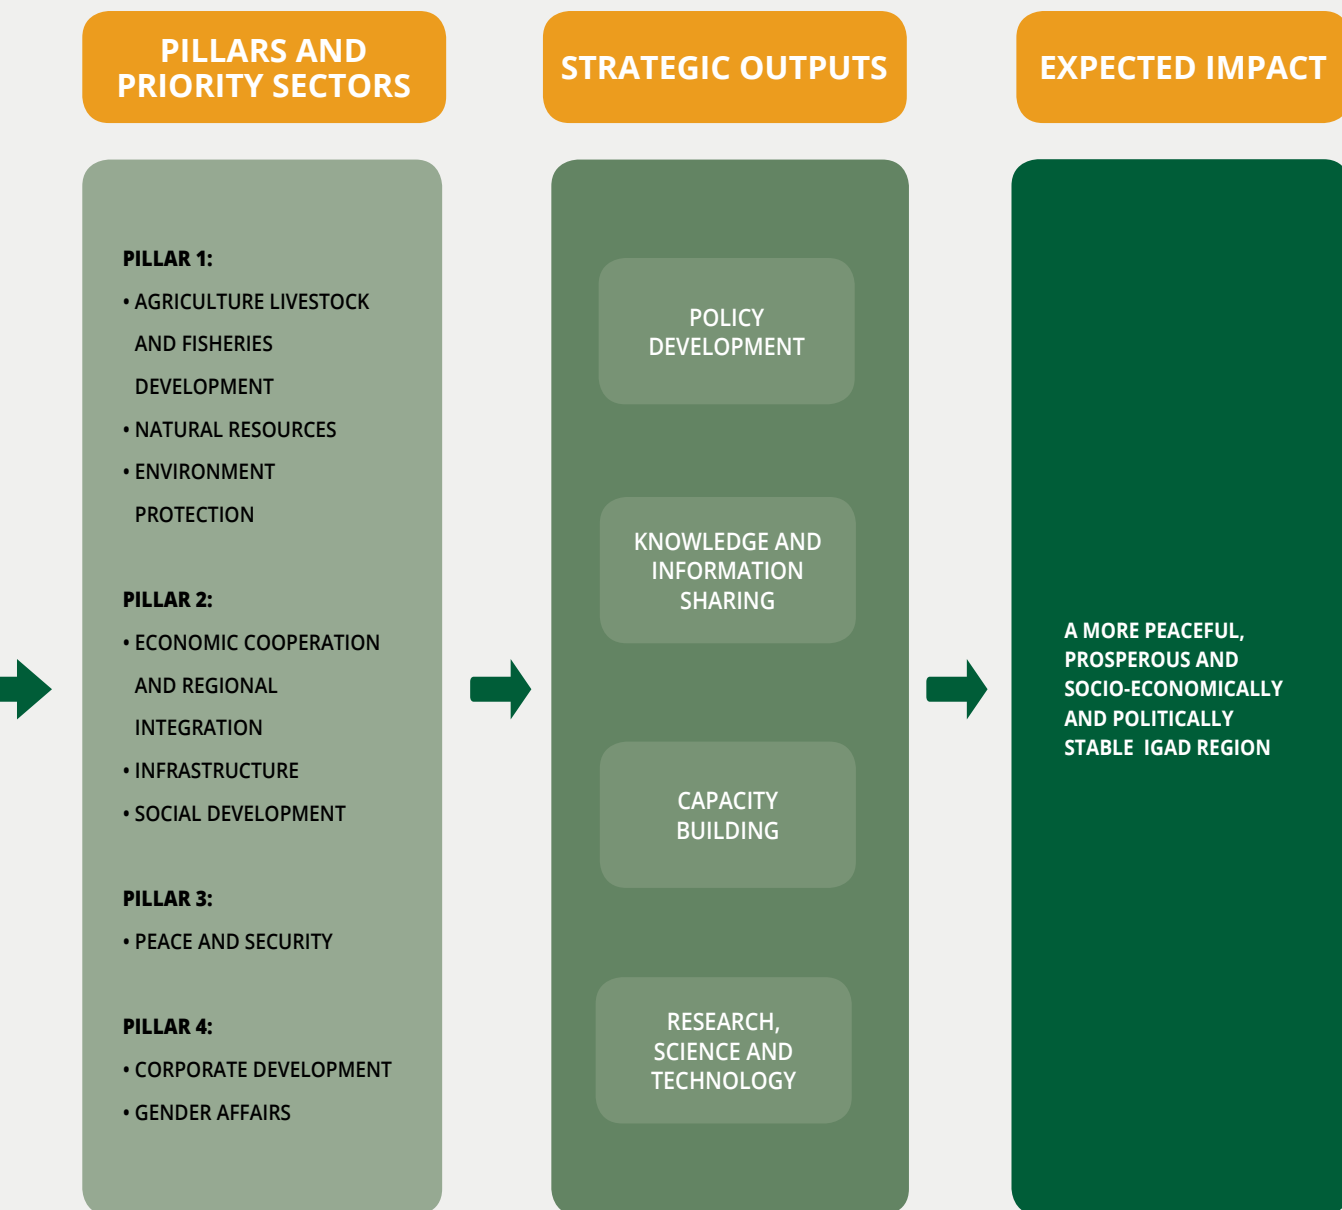 PILLARS AND
PRIORITY SECTORS
PILLAR 1:
• AGRICULTURE LIVESTOCK
AND FISHERIES
DEVELOPMENT
• NATURAL RESOURCES
• ENVIRONMENT
PROTECTION
PILLAR 2:
• ECONOMIC COOPERATION
AND REGIONAL
INTEGRATION
• INFRASTRUCTURE
• SOCIAL DEVELOPMENT
PILLAR 3:
• PEACE AND SECURITY
PILLAR 4:
• CORPORATE DEVELOPMENT
• GENDER AFFAIRS
STRATEGIC OUTPUTS
POLICY
DEVELOPMENT
KNOWLEDGE AND
INFORMATION
SHARING
CAPACITY
BUILDING
RESEARCH,
SCIENCE AND
TECHNOLOGY
EXPECTED IMPACT
A MORE PEACEFUL,
PROSPEROUS AND
SOCIO-ECONOMICALLY
AND POLITICALLY
STABLE IGAD REGION